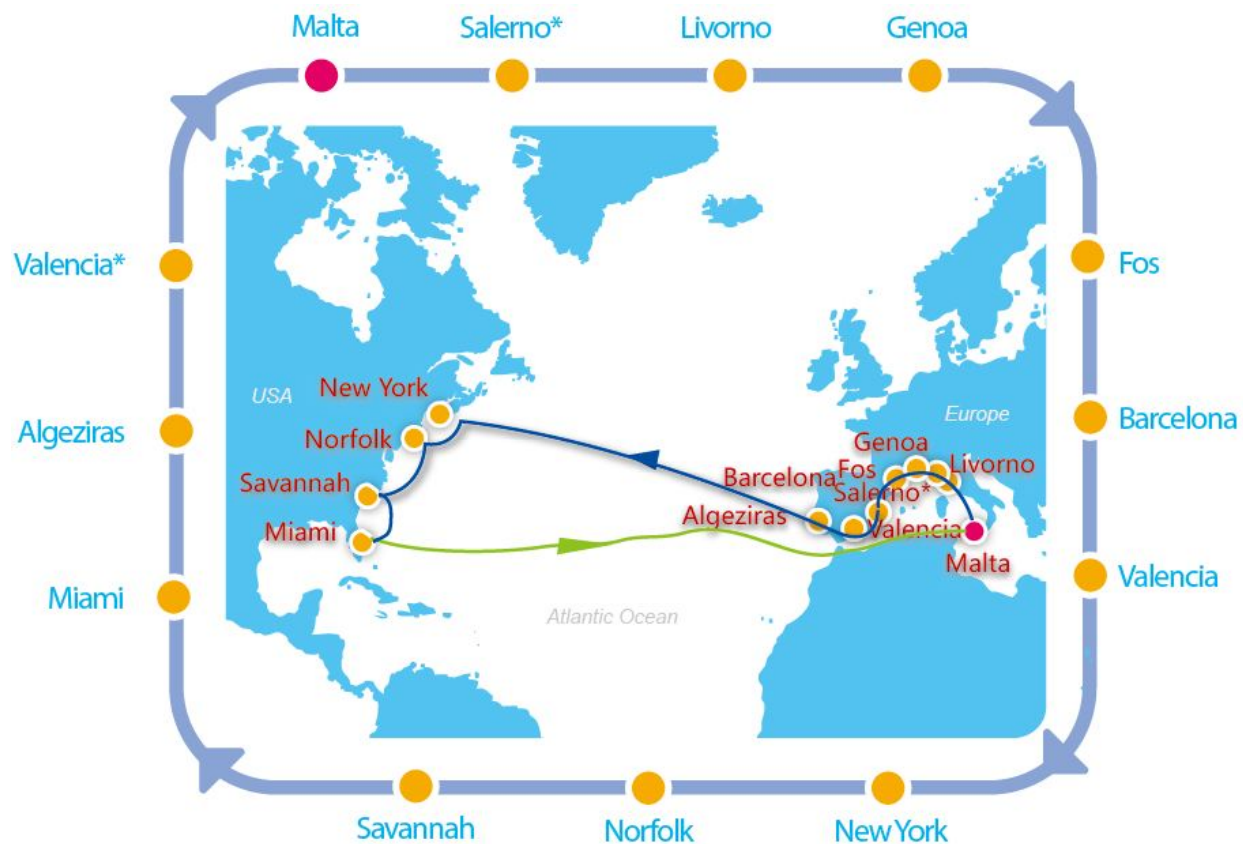 Malta
Salerno*
Livorno
Genoa
Valencia*
Fos
Algeziras
Barcelona
Miami
Valencia
Savannah
Norfolk
New York
USA
Europe
Atlantic Ocean
New York
Norfolk
Savannah
Miami
Genoa
Barcelona
Fos
Livorno
Salerno*
Algeziras
Valencia
Malta